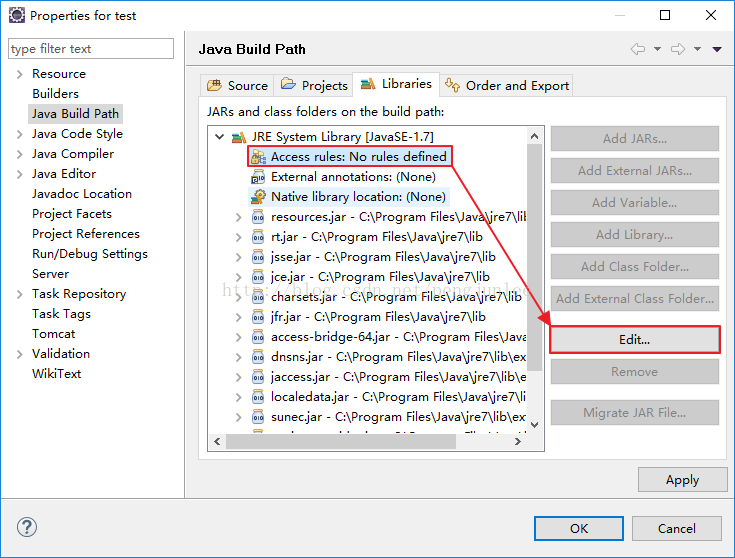 Properties for test
type filter text
Resource
Builders
Java Build Path
Java Code Style
Java Compiler
Java Editor
Javadoc Location
Project Facets
Project References
Run/Debug Settings
Server
Task Repository
Task Tags
Tomcat
Validation
WikiText
Java Build Path
Source
Projects
Libraries
Order and Export
JARs and class folders on the build path:
JRE System Library [JavaSE-1.7]
Access rules: No rules defined
External annotations: (None)
Native library location: (None)
resources.jar - C:\Program Files\Java\jre7\lib
rt.jar - C:\Program Files\Java\jre7\lib
jsse.jar - C:\Program Files\Java\jre7\lib
jce.jar - C:\Program Files\Java\jre7\lib
charsets.jar - C:\Program Files\Java\jre7\lib
jfr.jar - C:\Program Files\Java\jre7\lib
access-bridge-64.jar - C:\Program Files\Java
dnsns.jar - C:\Program Files\Java\jre7\lib\ex
jaccess.jar - C:\Program Files\Java\jre7\lib\e
localedata.jar - C:\Program Files\Java\jre7\li
sunec.jar - C:\Program Files\Java\jre7\lib\ext
Add JARs...
Add External JARs...
Add Variable...
Add Library...
Add Class Folder...
Add External Class Folder...
Edit...
Remove
Migrate JAR File...
Apply
OK
Cancel